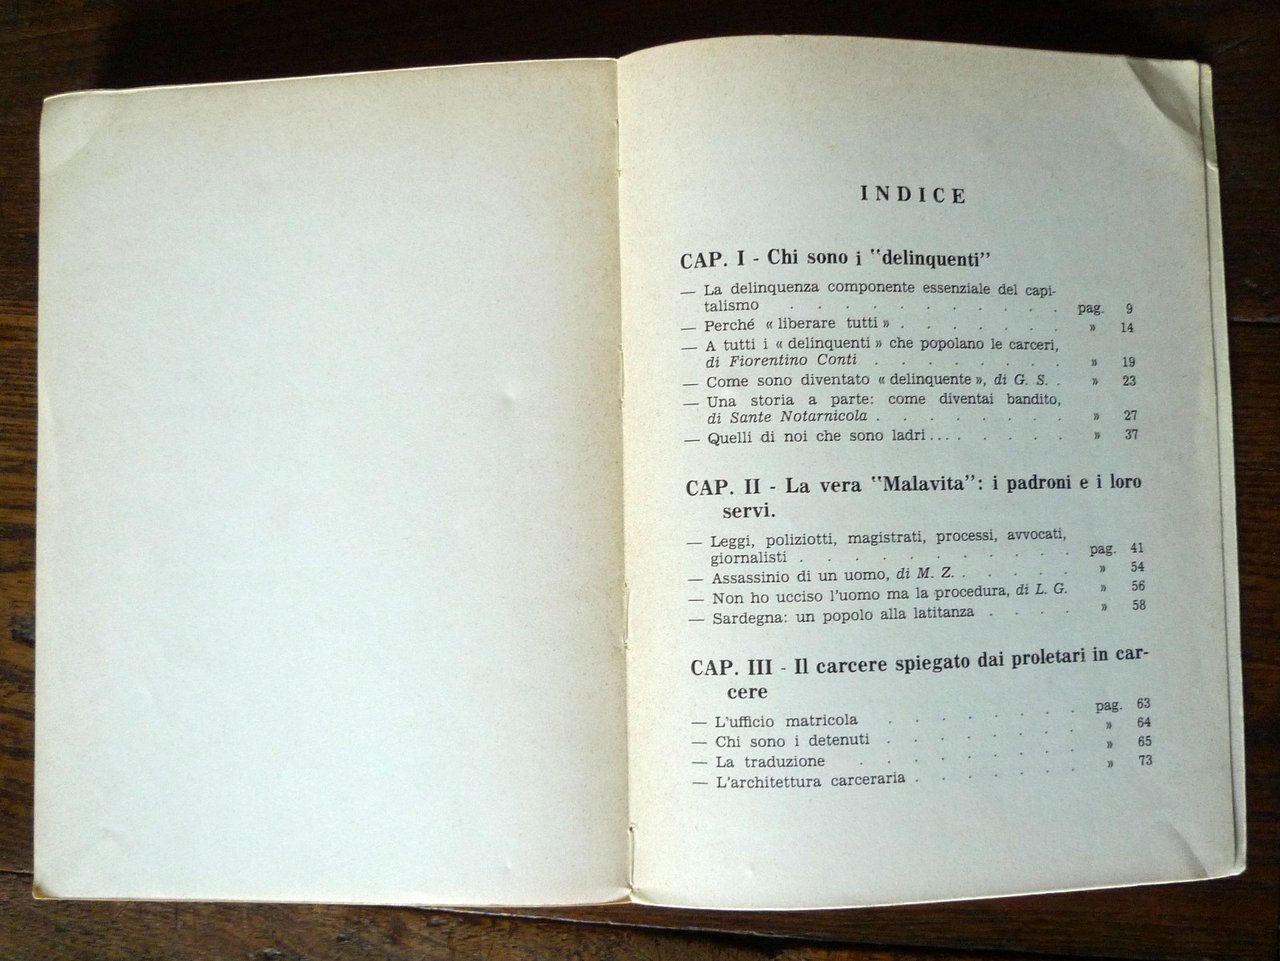 INDICE
CAP. I - Chi sono i "delinquenti"
— La delinquenza componente essenziale del capi-
talismo . . . . . . . . . . . pag. 9
— Perché « liberare tutti » . . . . . . . » 14
— A tutti i « delinquenti » che popolano le carceri,
di Fiorentino Conti . . . . . . . . » 19
— Come sono diventato « delinquente », di G. S. . » 23
— Una storia a parte: come diventai bandito,
di Sante Notarnicola . . . . . . . . » 27
— Quelli di noi che sono ladri... . . . . . » 37
CAP. II - La vera "Malavita": i padroni e i loro
servi.
— Leggi, poliziotti, magistrati, processi, avvocati,
giornalisti . . . . . . . . . . . pag. 41
— Assassinio di un uomo, di M. Z. . . . . . » 54
— Non ho ucciso l'uomo ma la procedura, di L. G. » 56
— Sardegna: un popolo alla latitanza . . . . » 58
CAP. III - Il carcere spiegato dai proletari in car-
cere
— L'ufficio matricola . . . . . . . . pag. 63
— Chi sono i detenuti . . . . . . . . » 64
— La traduzione . . . . . . . . . » 65
— L'architettura carceraria . . . . . . . » 73